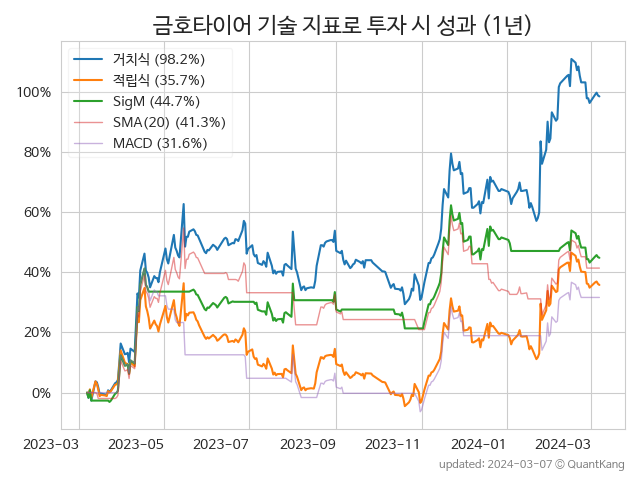 금호타이어 기술 지표로 투자 시 성과 (1년)
거치식 (98.2%)
적립식 (35.7%)
SigM (44.7%)
SMA(20) (41.3%)
MACD (31.6%)
100%
80%
60%
40%
20%
0%
2023-03 2023-05 2023-07 2023-09 2023-11 2024-01 2024-03
updated: 2024-03-07 © QuantKang